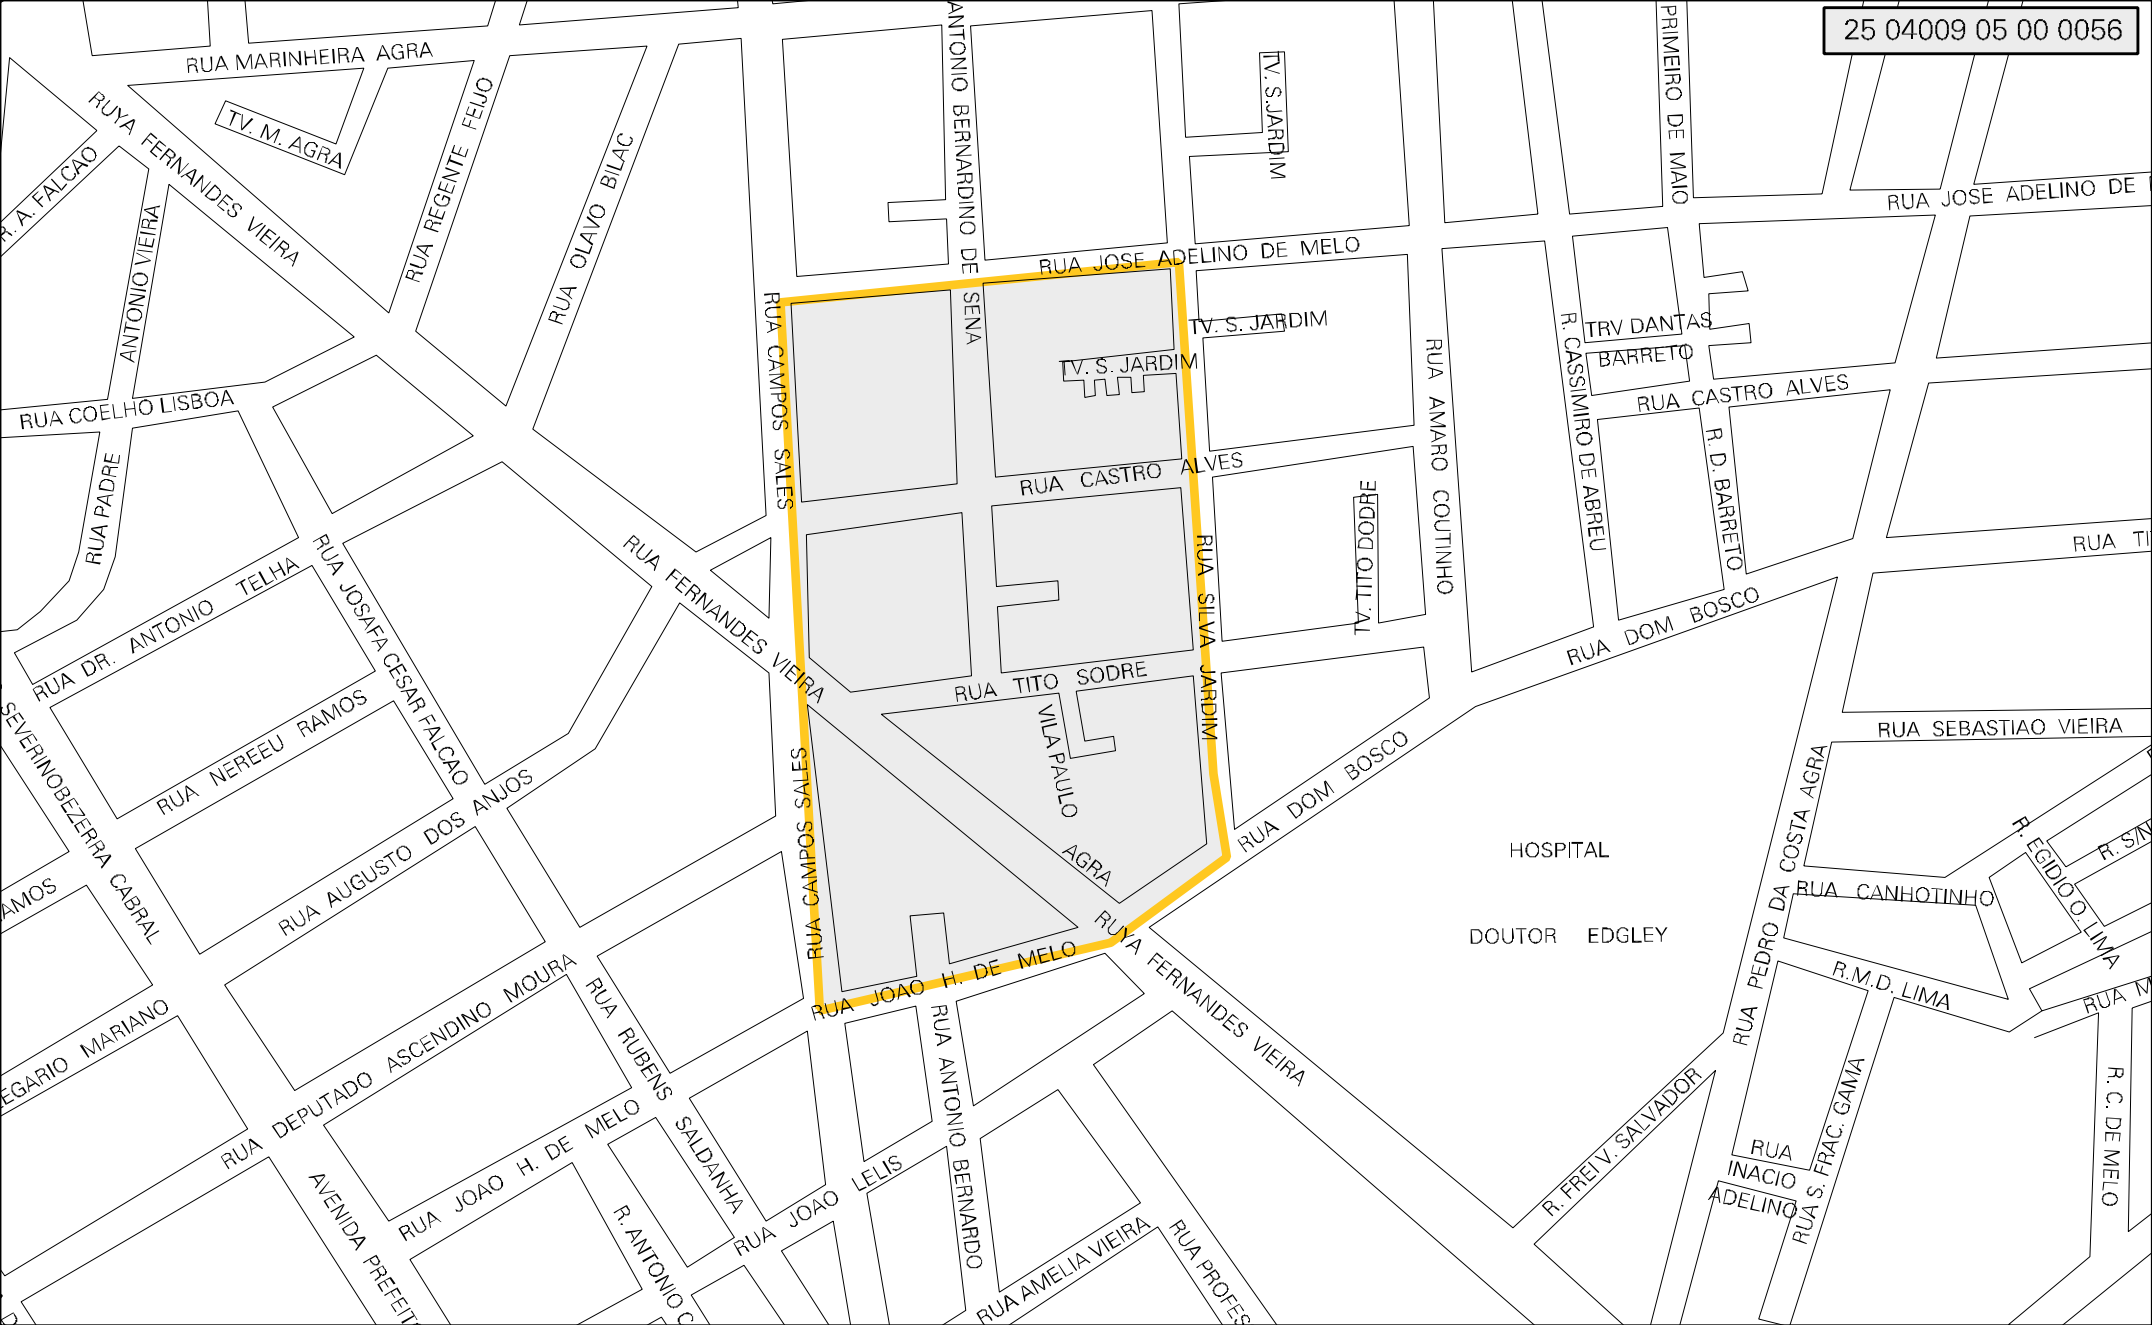 25 04009 05 00 0056
RUA MARINHEIRA AGRA
TV. M. AGRA
RUYA FERNANDES VIEIRA
R. A. FALCAO
ANTONIO VIEIRA
RUA REGENTE FEIJO
RUA OLAVO BILAC
ANTONIO BERNARDINO DE SENA
TV. S.JARDIM
PRIMEIRO DE MAIO
RUA JOSE ADELINO DE
RUA JOSE ADELINO DE MELO
RUA CAMPOS SALES
TV. S. JARDIM
TV. S. JARDIM
TRV DANTAS
BARRETO
R. CASSIMIRO DE ABREU
RUA AMARO COUTINHO
RUA CASTRO ALVES
R. D. BARRETO
RUA COELHO LISBOA
RUA PADRE
RUA CASTRO ALVES
TV. TITO DODRE
RUA SILVA JARDIM
RUA TI
RUA DOM BOSCO
RUA DR. ANTONIO TELHA
RUA JOSAFA CESAR FALCAO
RUA FERNANDES VIEIRA
RUA TITO SODRE
VILA PAULO
RUA NEREEU RAMOS
SEVERINOBEZERRA CABRAL
RUA AUGUSTO DOS ANJOS
RUA CAMPOS SALES
AGRA
RUA DOM BOSCO
RUA SEBASTIAO VIEIRA
HOSPITAL
DOUTOR EDGLEY
RUA PEDRO DA COSTA AGRA
RUA CANHOTINHO
R. EGIDIO O. LIMA
R. S/N
R.M.D. LIMA
RUA M
AMOS
EGARIO MARIANO
RUA DEPUTADO ASCENDINO MOURA
RUA RUBENS SALDANHA
RUA JOAO H. DE MELO
RUYA FERNANDES VIEIRA
RUA ANTONIO BERNARDO
RUA JOAO H. DE MELO
RUA JOAO LELIS
R. ANTONIO C
AVENIDA PREFEIT
RUA AMELIA VIEIRA
RUA PROFES
R. FREI V. SALVADOR
RUA
INACIO
ADELINO
RUA S. FRAC. GAMA
R. C. DE MELO